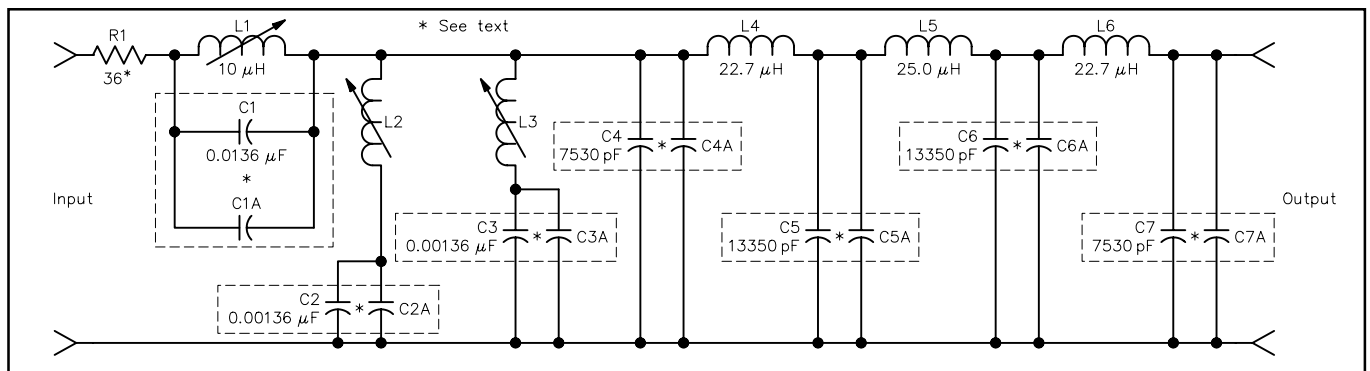 R1
36*
L1
10 µH
* See text
L4
22.7 µH
L5
25.0 µH
L6
22.7 µH
C1
0.0136 µF
*
C1A
L2
L3
C4
7530 pF
*
C4A
C6
13350 pF
*
C6A
Input
Output
C3
0.00136 µF
*
C3A
C5
13350 pF
*
C5A
C7
7530 pF
*
C7A
C2
0.00136 µF
*
C2A